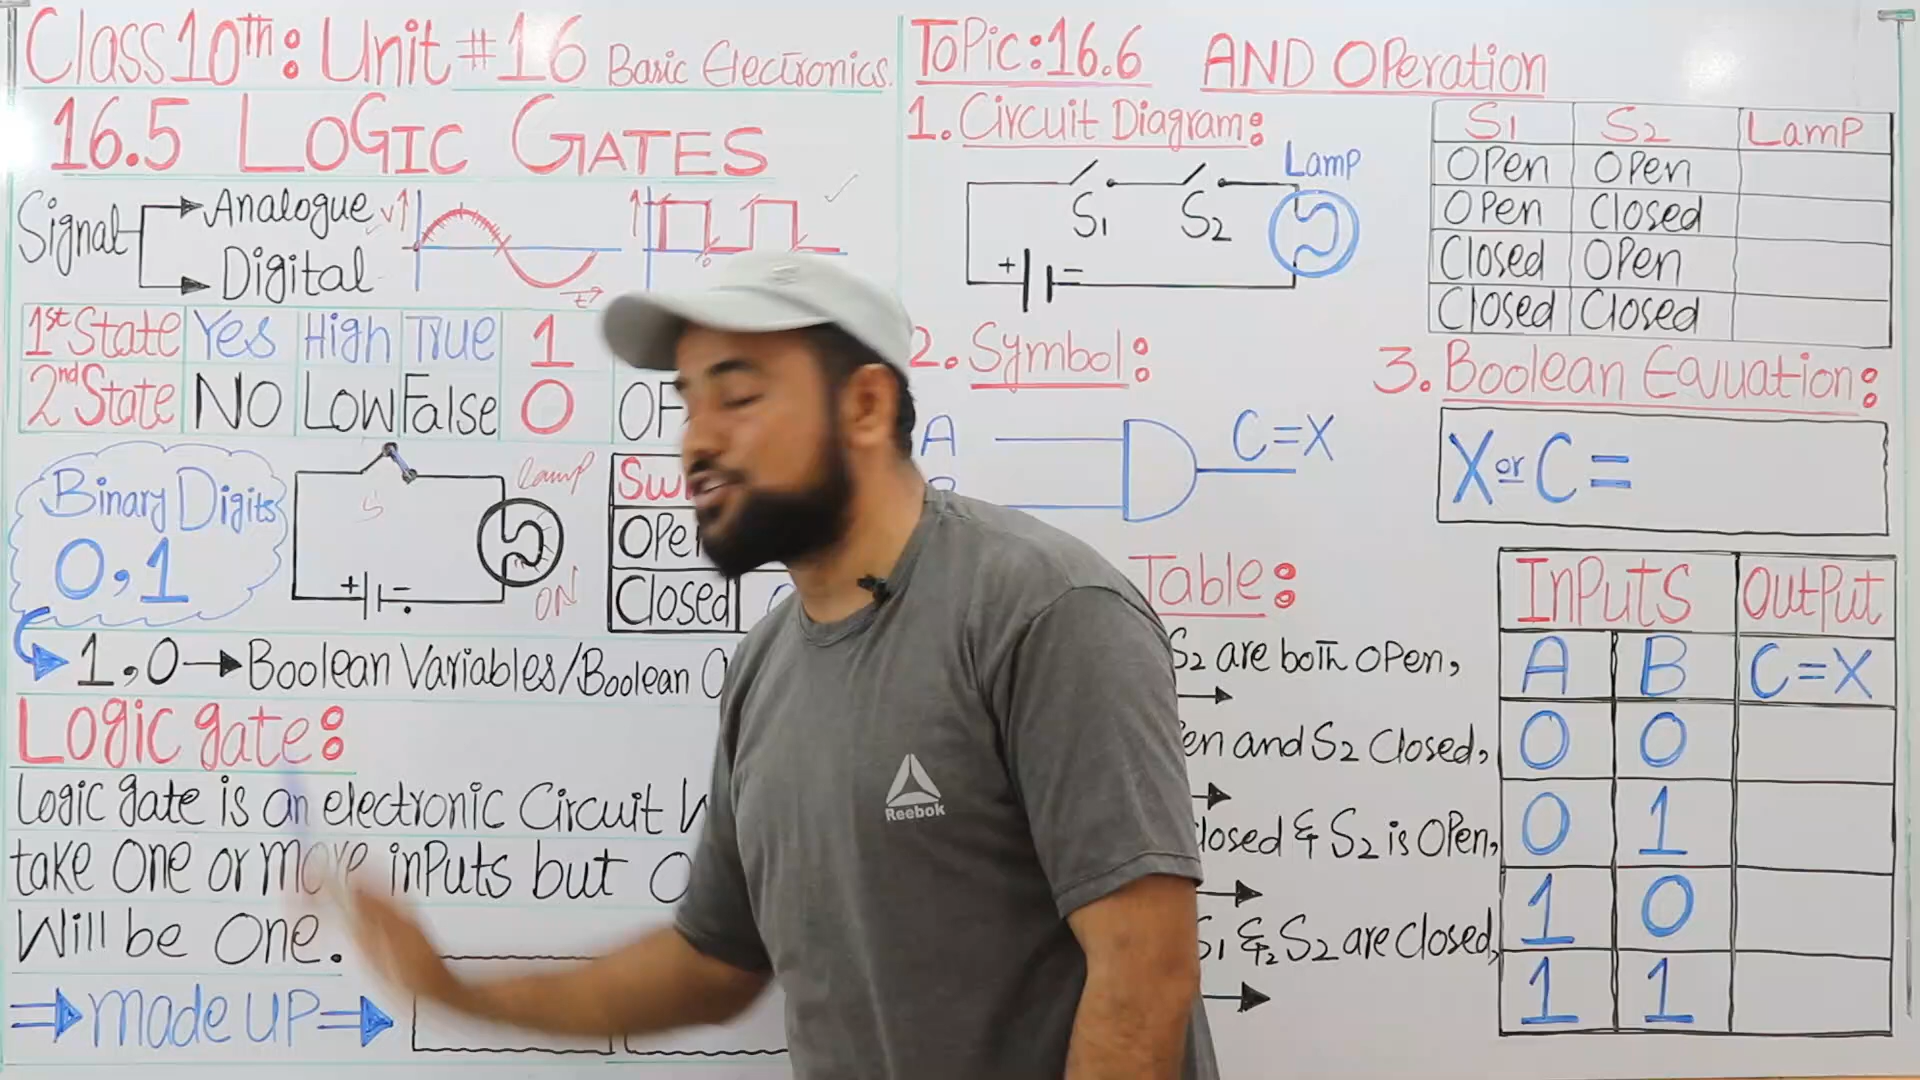 Class 10th: Unit #16 Basic Electronics.
16.5 LOGIC GATES
Signal
Analogue
Digital
V
t
1st State Yes High True 1
2nd State NO Low False 0
Binary Digits
0,1
S
Lamp
ON
+ -
Open
Closed
1,0 → Boolean Variables/Boolean
Logic gate:
Logic gate is an electronic Circuit
take one or more inputs but
Will be one.
⇒ made up ⇒
Topic:16.6 AND Operation
1. Circuit Diagram:
Lamp
S1 S2
+ -
S1 S2 Lamp
Open Open
Open Closed
Closed Open
Closed Closed
2. Symbol:
A
C=X
3. Boolean Eauuation:
X or C =
Table:
S2 are both open,
and S2 Closed,
Closed & S2 is Open,
S1 & S2 are Closed,
Inputs Output
A B C=X
0 0
0 1
1 0
1 1
Reebok